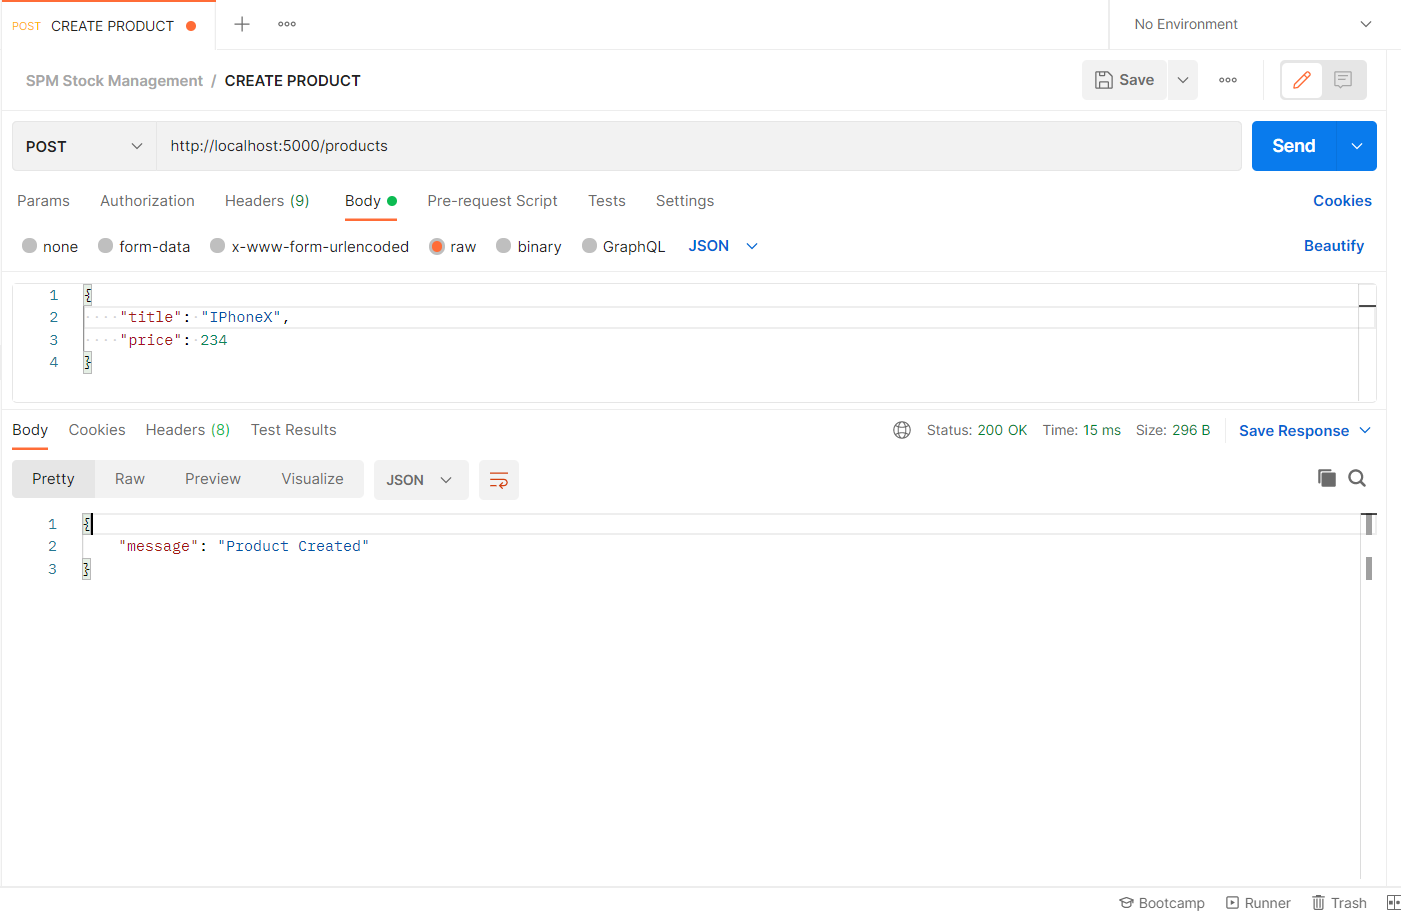 POST CREATE PRODUCT No Environment
SPM Stock Management / CREATE PRODUCT Save
POST http://localhost:5000/products Send
Params Authorization Headers (9) Body Pre-request Script Tests Settings Cookies
none form-data x-www-form-urlencoded raw binary GraphQL JSON Beautify
1 {
2 "title": "IPhoneX",
3 "price": 234
4 }
Body Cookies Headers (8) Test Results Status: 200 OK Time: 15 ms Size: 296 B Save Response
Pretty Raw Preview Visualize JSON
1 {
2 "message": "Product Created"
3 }
Bootcamp Runner Trash